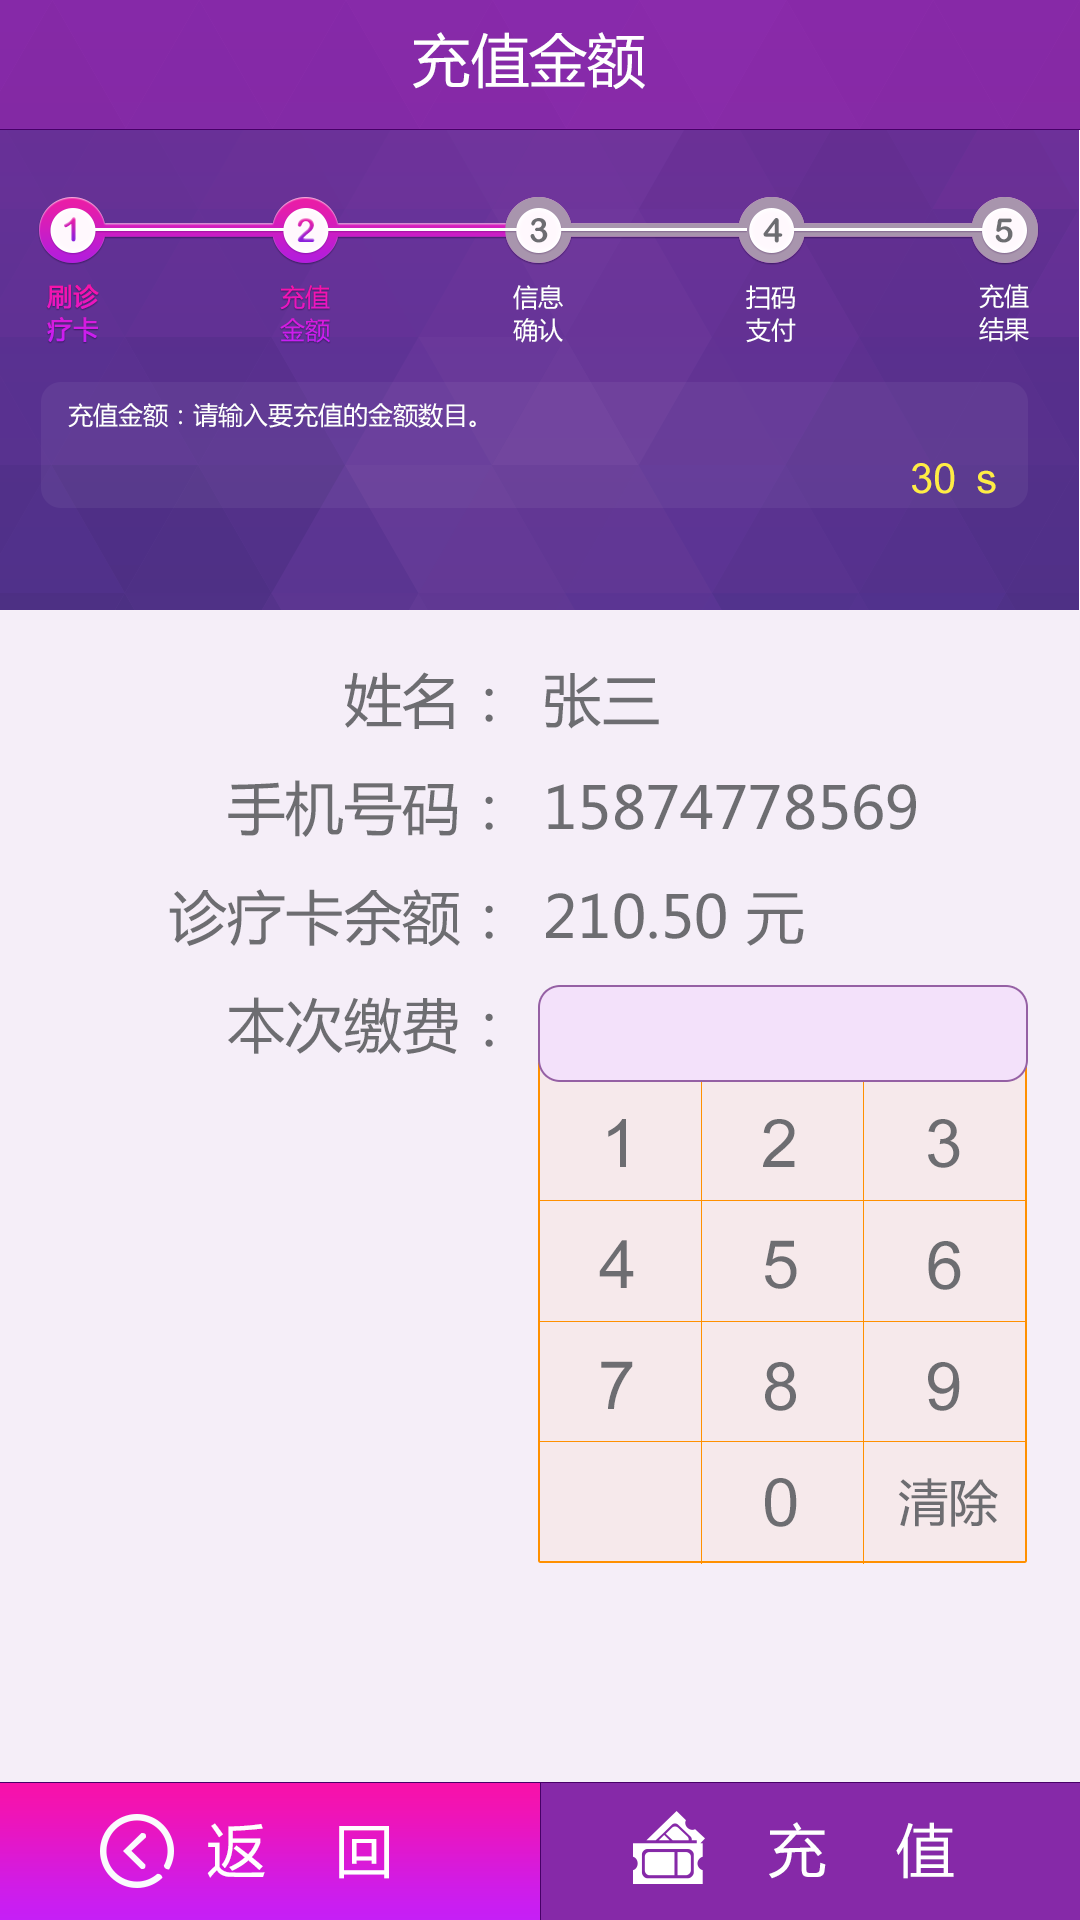 充值金额
1 2 3 4 5
刷诊 充值 信息 扫码 充值
疗卡 金额 确认 支付 结果
充值金额：请输入要充值的金额数目。
30 s
姓名： 张三
手机号码： 15874778569
诊疗卡余额： 210.50 元
本次缴费：
1 2 3
4 5 6
7 8 9
0 清除
返 回 充 值